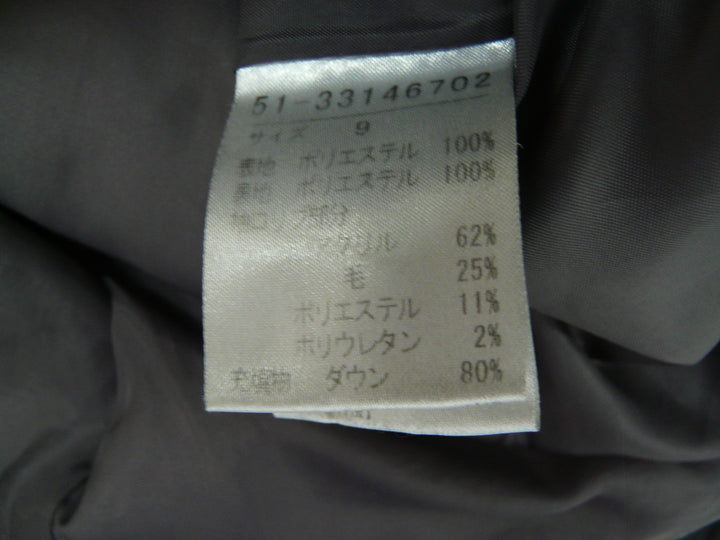 51-33146702
サイズ 9
表地 ポリエステル 100%
裏地 ポリエステル 100%
袖口リブ部分
アクリル 62%
毛 25%
ポリエステル 11%
ポリウレタン 2%
充填物 ダウン 80%